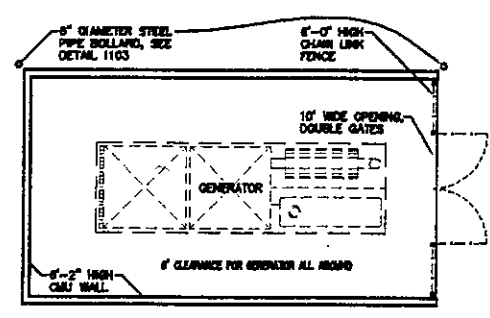 6" DIAMETER STEEL
PIPE BOLLARD, SEE
DETAIL 1103
6'-0" HIGH
CHAIN LINK
FENCE
10' WIDE OPENING,
DOUBLE GATES
GENERATOR
6' CLEARANCE FOR GENERATOR ALL AROUND
6'-2" HIGH
CMU WALL